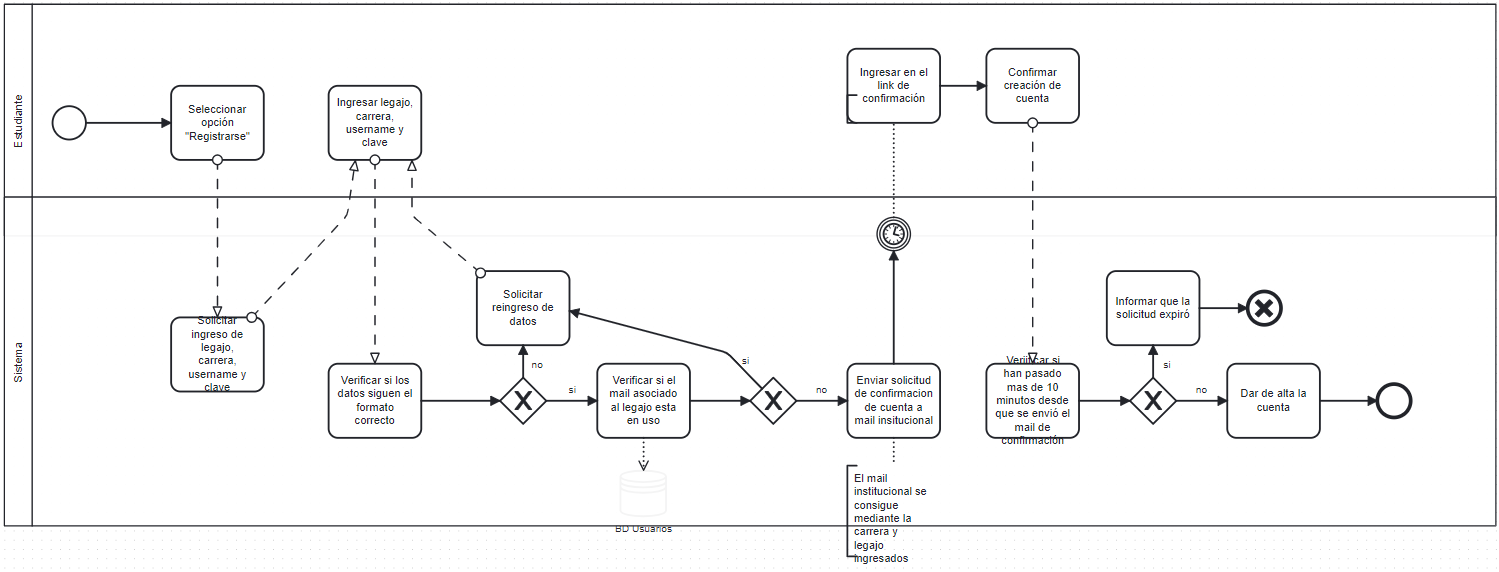 Estudiante
Seleccionar
opción
"Registrarse"
Ingresar legajo,
carrera,
username y
clave
Ingresar en el
link de
confirmación
Confirmar
creación de
cuenta
Sistema
Solicitar
ingreso de
legajo,
carrera,
username y
clave
Verificar si los
datos siguen el
formato
correcto
Solicitar
reingreso de
datos
no
si
Verificar si el
mail asociado
al legajo esta
en uso
BD Usuarios
si
no
Enviar solicitud
de confirmacion
de cuenta a
mail insitucional
El mail
institucional se
consigue
mediante la
carrera y
legajo
ingresados
Verificar si
han pasado
mas de 10
minutos desde
que se envió el
mail de
confirmación
Informar que la
solicitud expiró
si
no
Dar de alta la
cuenta